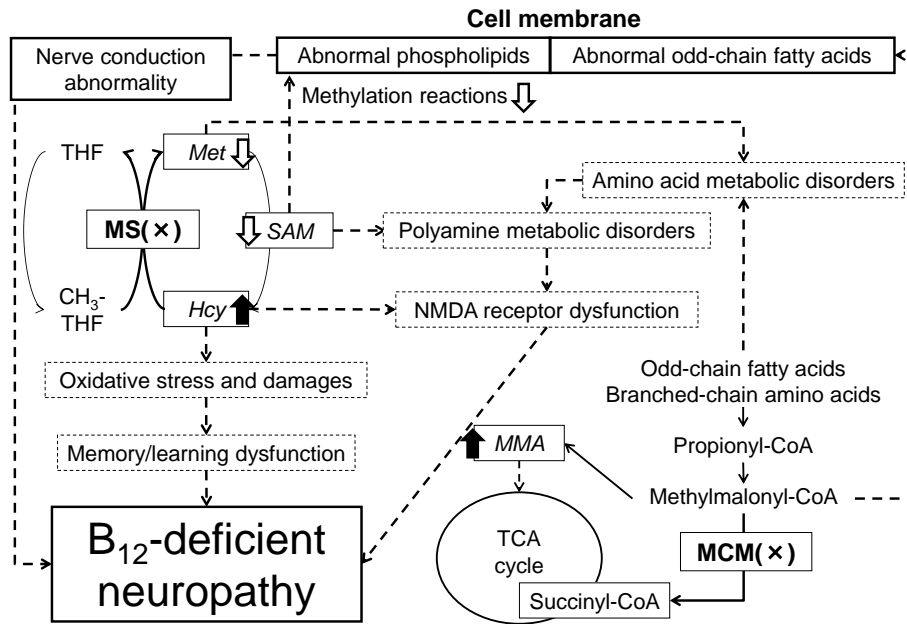 Cell membrane
Nerve conduction
abnormality
Abnormal phospholipids
Abnormal odd-chain fatty acids
Methylation reactions
THF
Met
Amino acid metabolic disorders
MS(×)
SAM
Polyamine metabolic disorders
CH₃-
THF
Hcy
NMDA receptor dysfunction
Oxidative stress and damages
Odd-chain fatty acids
Branched-chain amino acids
Memory/learning dysfunction
MMA
Propionyl-CoA
Methylmalonyl-CoA
B₁₂-deficient
neuropathy
TCA
cycle
MCM(×)
Succinyl-CoA